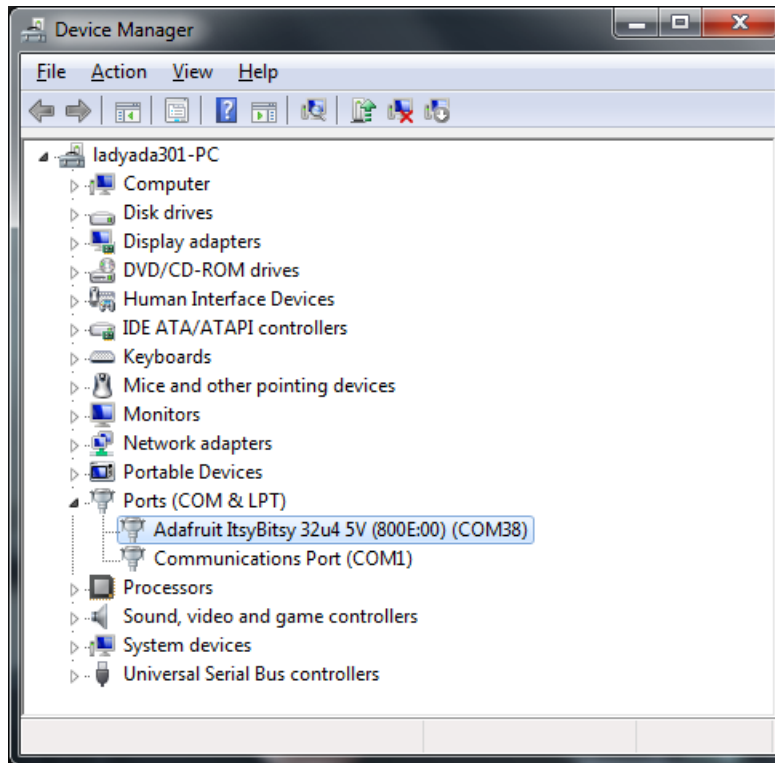 Device Manager
File Action View Help
ladyada301-PC
Computer
Disk drives
Display adapters
DVD/CD-ROM drives
Human Interface Devices
IDE ATA/ATAPI controllers
Keyboards
Mice and other pointing devices
Monitors
Network adapters
Portable Devices
Ports (COM & LPT)
Adafruit ItsyBitsy 32u4 5V (800E:00) (COM38)
Communications Port (COM1)
Processors
Sound, video and game controllers
System devices
Universal Serial Bus controllers